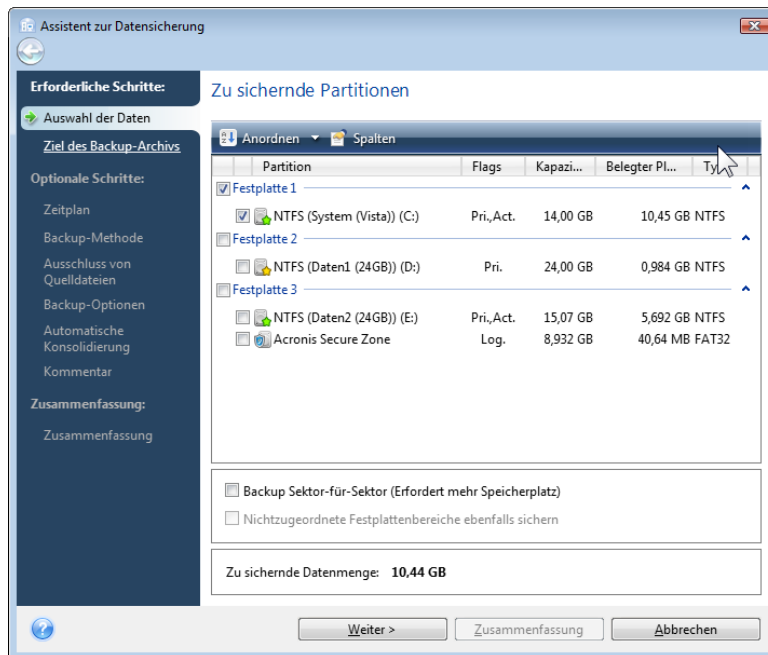 Assistent zur Datensicherung
Erforderliche Schritte:
Auswahl der Daten
Ziel des Backup-Archivs
Optionale Schritte:
Zeitplan
Backup-Methode
Ausschluss von
Quelldateien
Backup-Optionen
Automatische
Konsolidierung
Kommentar
Zusammenfassung:
Zusammenfassung
Zu sichernde Partitionen
Anordnen Spalten
Partition Flags Kapazi... Belegter Pl... Ty
Festplatte 1
NTFS (System (Vista)) (C:) Pri.,Act. 14,00 GB 10,45 GB NTFS
Festplatte 2
NTFS (Daten1 (24GB)) (D:) Pri. 24,00 GB 0,984 GB NTFS
Festplatte 3
NTFS (Daten2 (24GB)) (E:) Pri.,Act. 15,07 GB 5,692 GB NTFS
Acronis Secure Zone Log. 8,932 GB 40,64 MB FAT32
Backup Sektor-für-Sektor (Erfordert mehr Speicherplatz)
Nichtzugeordnete Festplattenbereiche ebenfalls sichern
Zu sichernde Datenmenge: 10,44 GB
Weiter > Zusammenfassung Abbrechen